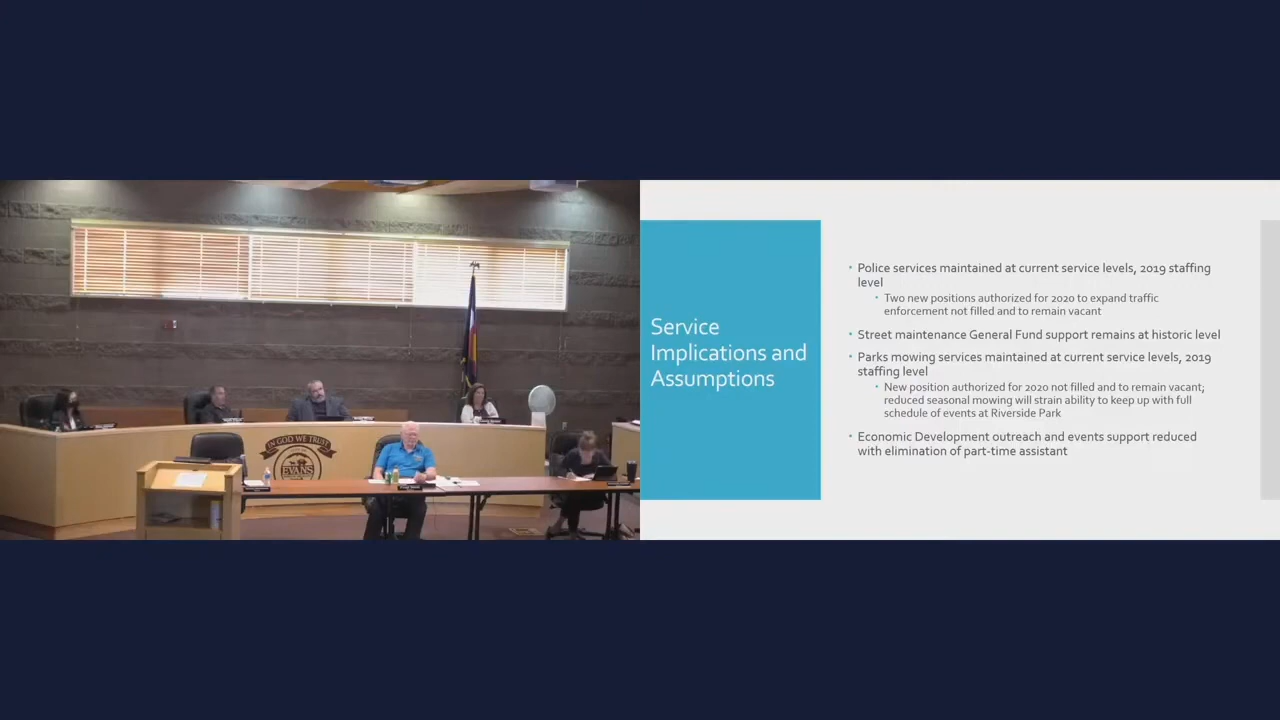 IN GOD WE TRUST
EVANS
Service
Implications and
Assumptions
• Police services maintained at current service levels, 2019 staffing
level
• Two new positions authorized for 2020 to expand traffic
enforcement not filled and to remain vacant
• Street maintenance General Fund support remains at historic level
• Parks mowing services maintained at current service levels, 2019
staffing level
• New position authorized for 2020 not filled and to remain vacant;
reduced seasonal mowing will strain ability to keep up with full
schedule of events at Riverside Park
• Economic Development outreach and events support reduced
with elimination of part-time assistant